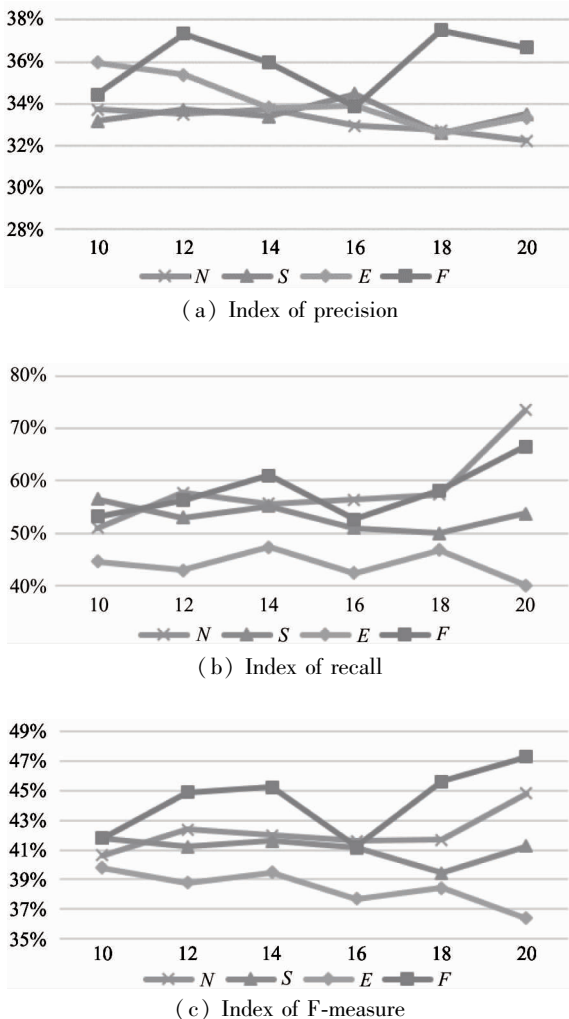 38%
36%
34%
32%
30%
28%
10 12 14 16 18 20
N S E F
(a) Index of precision
80%
70%
60%
50%
40%
10 12 14 16 18 20
N S E F
(b) Index of recall
49%
47%
45%
43%
41%
39%
37%
35%
10 12 14 16 18 20
N S E F
(c) Index of F-measure